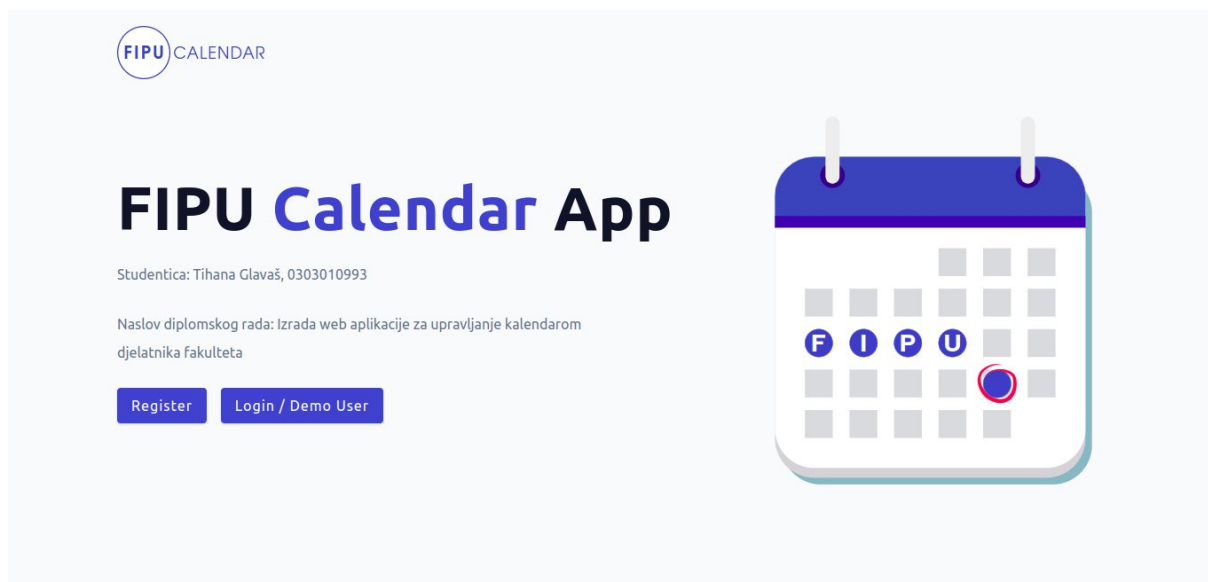 FIPU CALENDAR
FIPU Calendar App
Studentica: Tihana Glavaš, 0303010993
Naslov diplomskog rada: Izrada web aplikacije za upravljanje kalendarom
djelatnika fakulteta
Register
Login / Demo User
F I P U